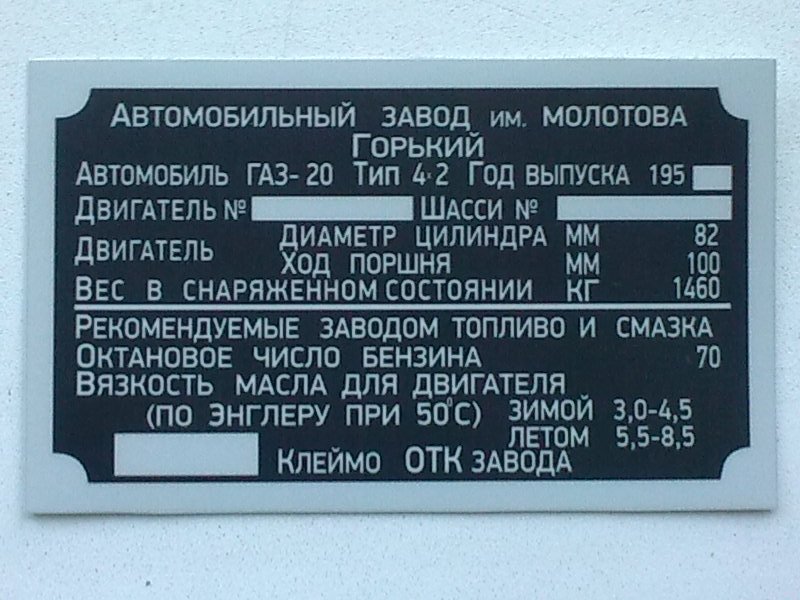 Автомобильный завод им. Молотова
Горький
Автомобиль ГАЗ-20 Тип 4×2 Год выпуска 195
Двигатель № Шасси №
Двигатель Диаметр цилиндра мм 82
Ход поршня мм 100
Вес в снаряженном состоянии кг 1460
Рекомендуемые заводом топливо и смазка
Октановое число бензина 70
Вязкость масла для двигателя
(по Энглеру при 50°С) зимой 3,0-4,5
летом 5,5-8,5
Клеймо ОТК завода